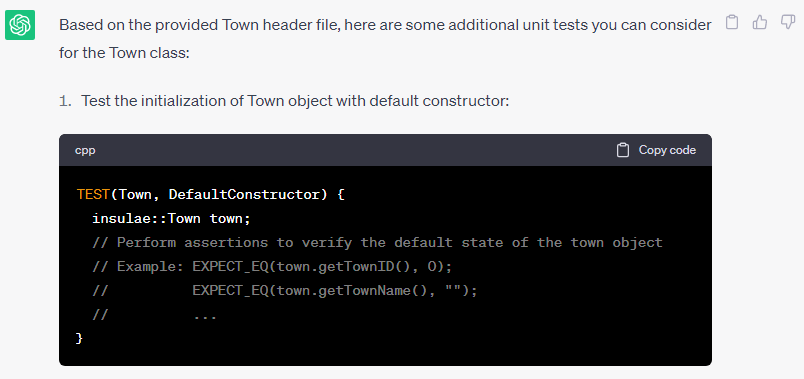 Based on the provided Town header file, here are some additional unit tests you can consider
for the Town class:
1. Test the initialization of Town object with default constructor:
cpp Copy code
TEST(Town, DefaultConstructor) {
  insulae::Town town;
  // Perform assertions to verify the default state of the town object
  // Example: EXPECT_EQ(town.getTownID(), 0);
  //          EXPECT_EQ(town.getTownName(), "");
  //          ...
}